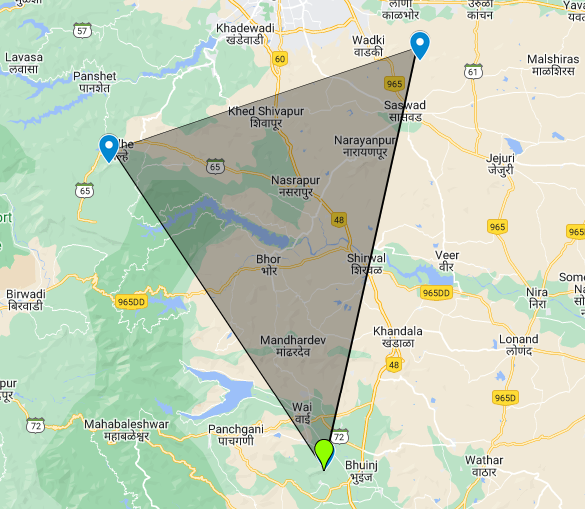 लोणी
काळभोर
उरुळी
कांचन
57
Khadewadi
खडेवाडी
Lavasa
लवासा
Wadki
वाडकी
60
Malshiras
माळशिरस
61
Panshet
पानशेत
965
Saswad
सासवड
Khed Shivapur
शिवापूर
Narayanpur
नारायणपूर
65
Jejuri
जेजुरी
65
Nasrapur
नसरापुर
48
965
Bhor
भोर
Shirwal
शिरवळ
Veer
वीर
Birwadi
बिरवाडी
965DD
965DD
Nira
निरा
Mandhardev
मांढरदेव
Khandala
खंडाळा
Lonand
लोणंद
48
965D
Wai
वाई
72
Mahabaleshwar
महाबळेश्वर
Panchgani
पाचगणी
72
Bhuinj
भुइंज
Wathar
वाठार